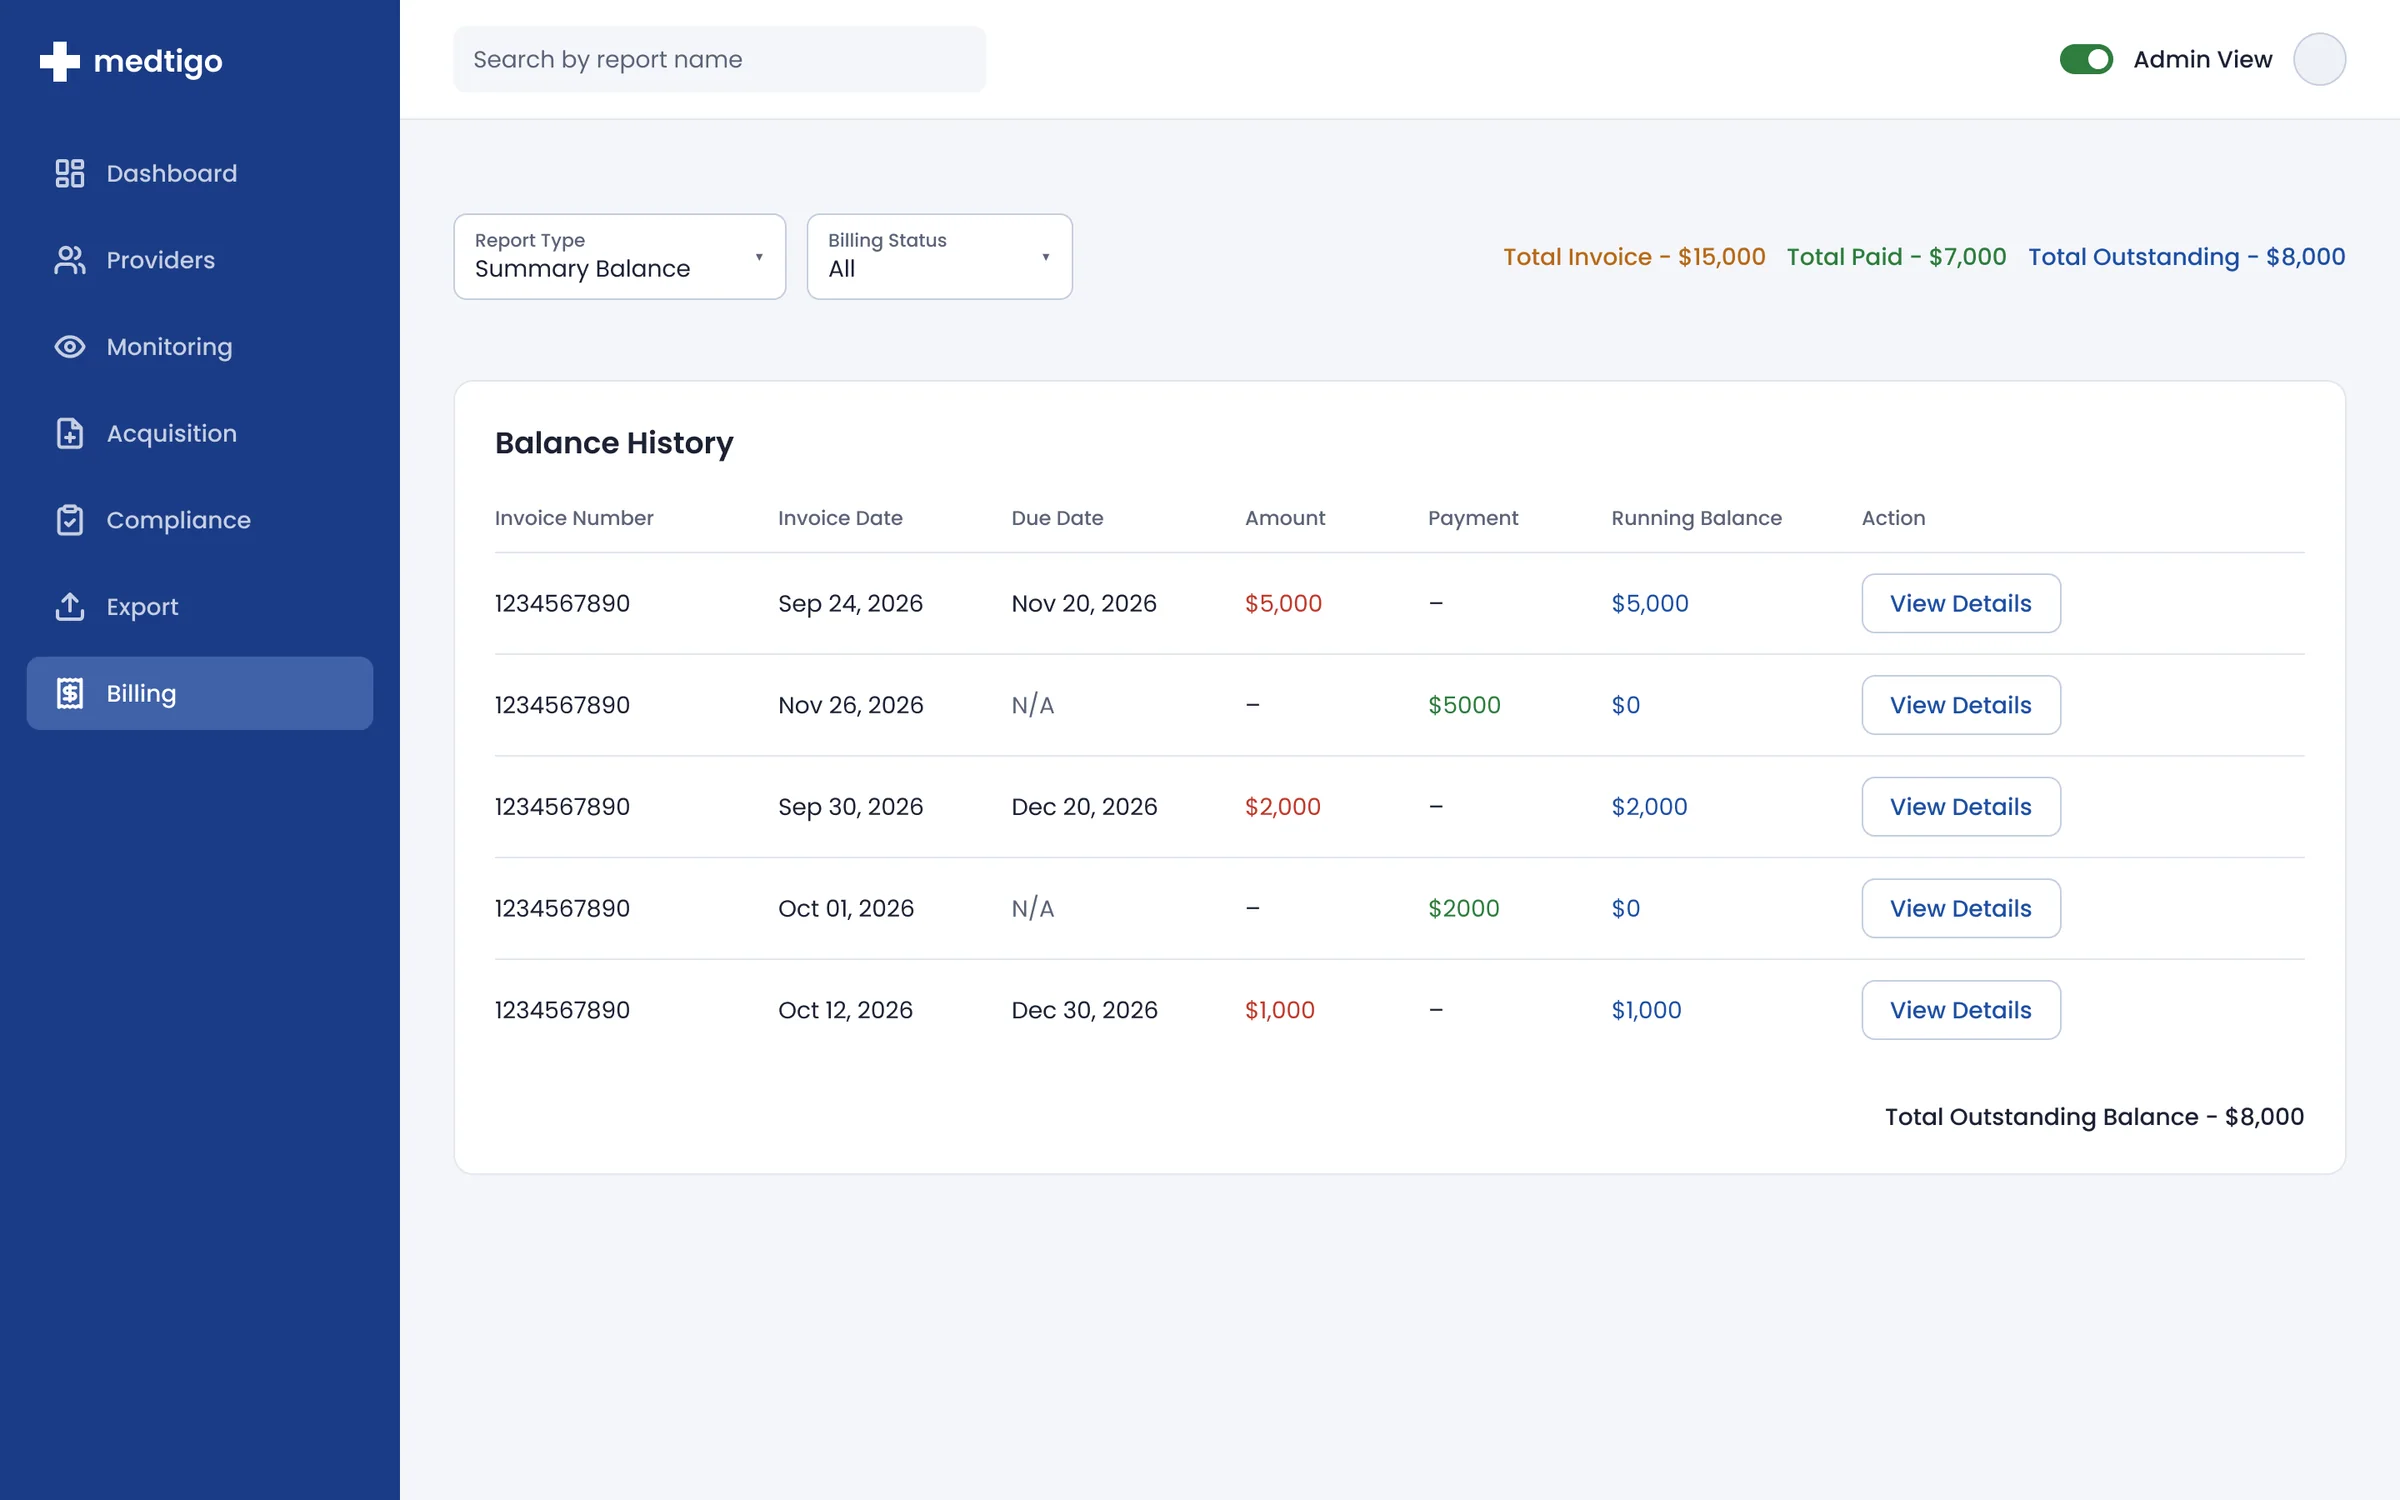 medtigo
Dashboard
Providers
Monitoring
Acquisition
Compliance
Export
Billing
Search by report name
Admin View
Report Type
Summary Balance
Billing Status
All
Total Invoice - $15,000 Total Paid - $7,000 Total Outstanding - $8,000
Balance History
Invoice Number Invoice Date Due Date Amount Payment Running Balance Action
1234567890 Sep 24, 2026 Nov 20, 2026 $5,000 – $5,000 View Details
1234567890 Nov 26, 2026 N/A – $5000 $0 View Details
1234567890 Sep 30, 2026 Dec 20, 2026 $2,000 – $2,000 View Details
1234567890 Oct 01, 2026 N/A – $2000 $0 View Details
1234567890 Oct 12, 2026 Dec 30, 2026 $1,000 – $1,000 View Details
Total Outstanding Balance - $8,000